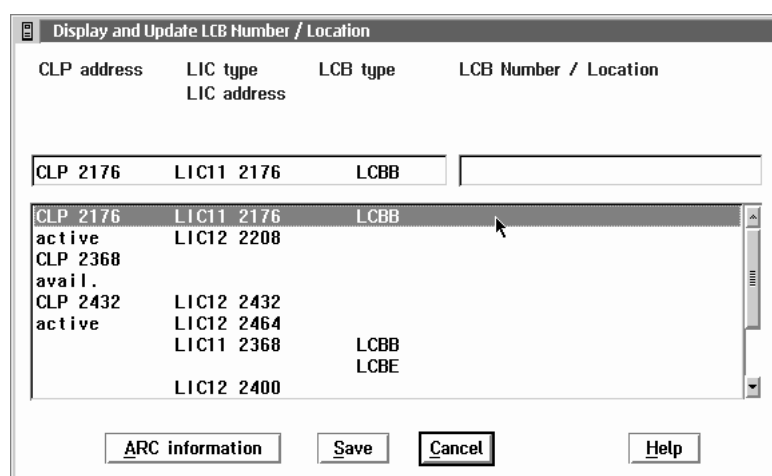 Display and Update LCB Number / Location
CLP address LIC type LCB type LCB Number / Location
LIC address
CLP 2176 LIC11 2176 LCBB
CLP 2176 LIC11 2176 LCBB
active LIC12 2208
CLP 2368
avail.
CLP 2432 LIC12 2432
active LIC12 2464
LIC11 2368 LCBB
LCBE
LIC12 2400
ARC information Save Cancel Help